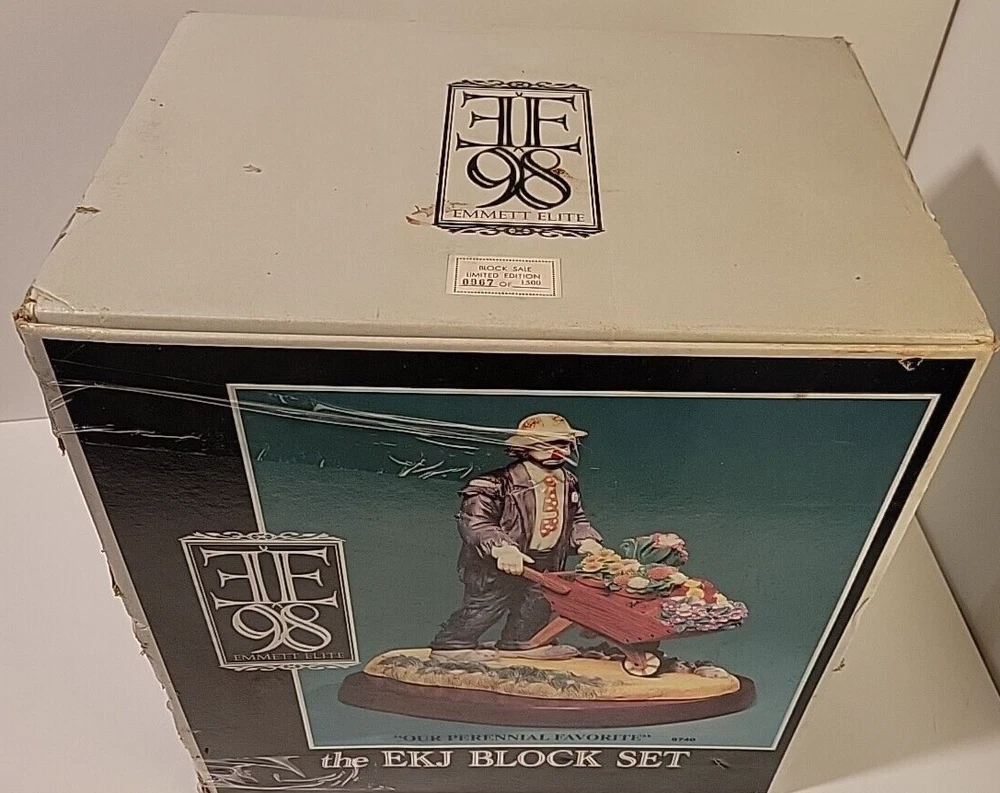 EE
98
EMMETT ELITE
BLOCK SALE
LIMITED EDITION
0967 OF 1500
EE
98
EMMETT ELITE
"OUR PERENNIAL FAVORITE" 9740
the EKJ BLOCK SET